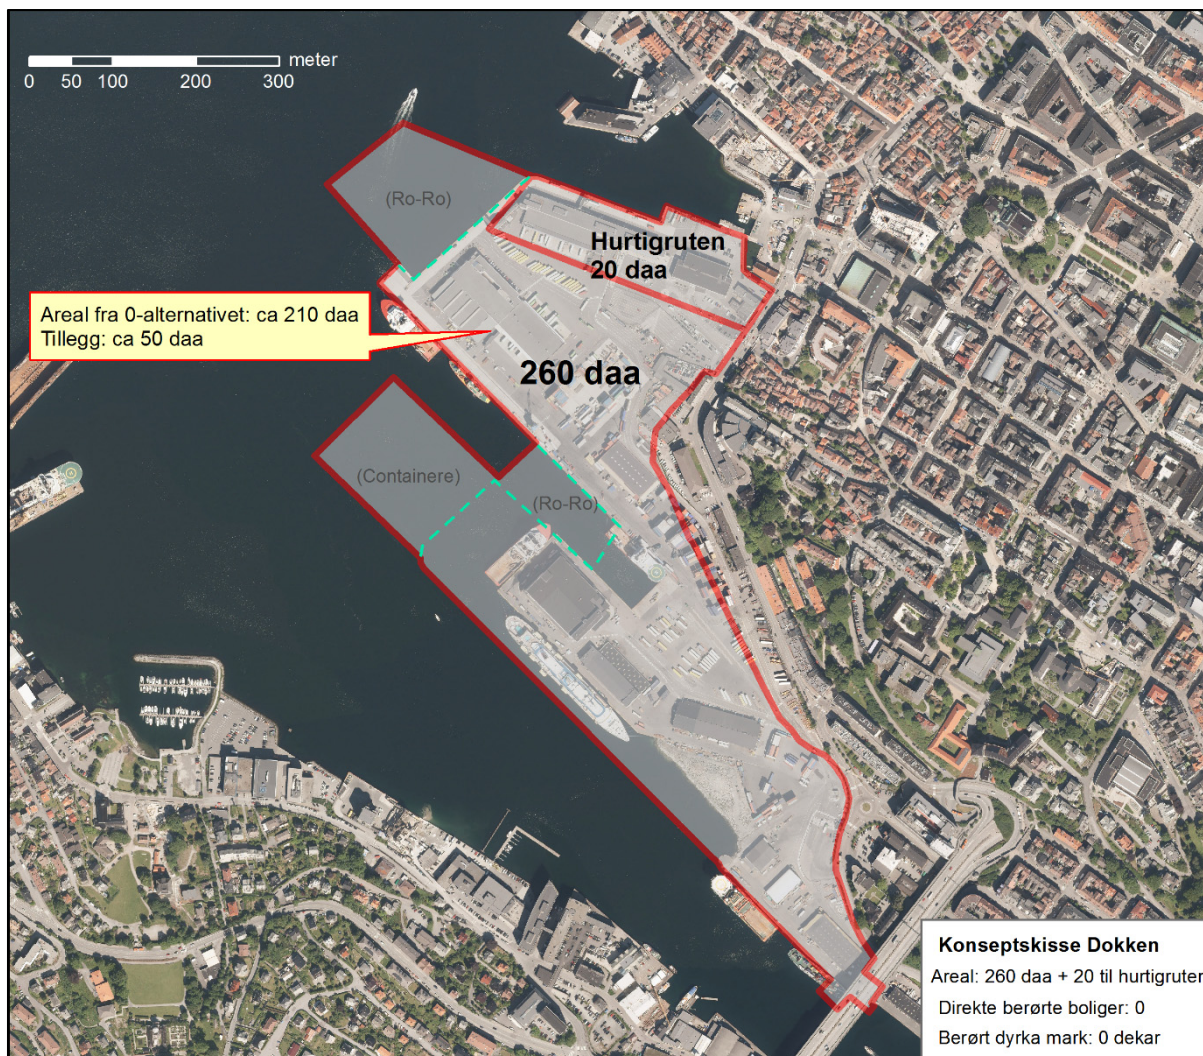 meter
0 50 100 200 300
(Ro-Ro)
Hurtigruten
20 daa
Areal fra 0-alternativet: ca 210 daa
Tillegg: ca 50 daa
260 daa
(Containere)
(Ro-Ro)
Konseptskisse Dokken
Areal: 260 daa + 20 til hurtigruten
Direkte berørte boliger: 0
Berørt dyrka mark: 0 dekar